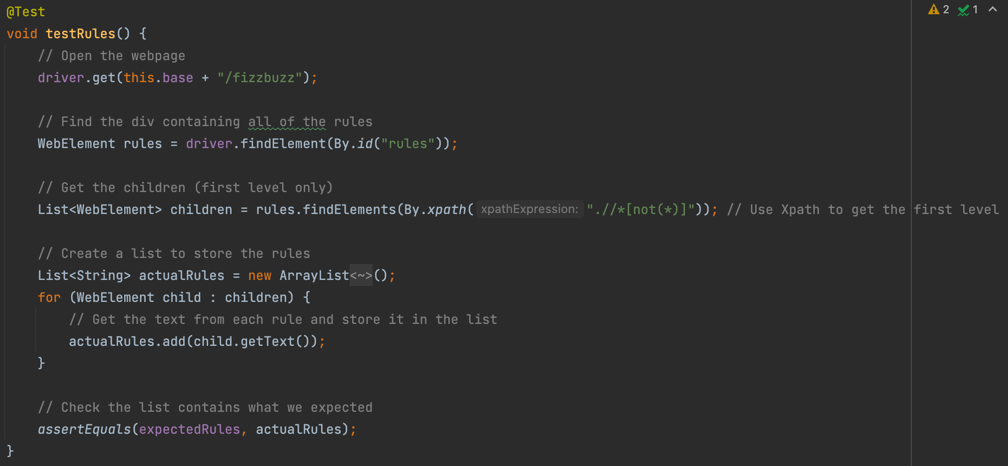 @Test
void testRules() {
// Open the webpage
driver.get(this.base + "/fizzbuzz");
// Find the div containing all of the rules
WebElement rules = driver.findElement(By.id("rules"));
// Get the children (first level only)
List<WebElement> children = rules.findElements(By.xpath( xpathExpression: ".//*[not(*)]")); // Use Xpath to get the first level
// Create a list to store the rules
List<String> actualRules = new ArrayList<~>();
for (WebElement child : children) {
// Get the text from each rule and store it in the list
actualRules.add(child.getText());
}
// Check the list contains what we expected
assertEquals(expectedRules, actualRules);
}
2 1